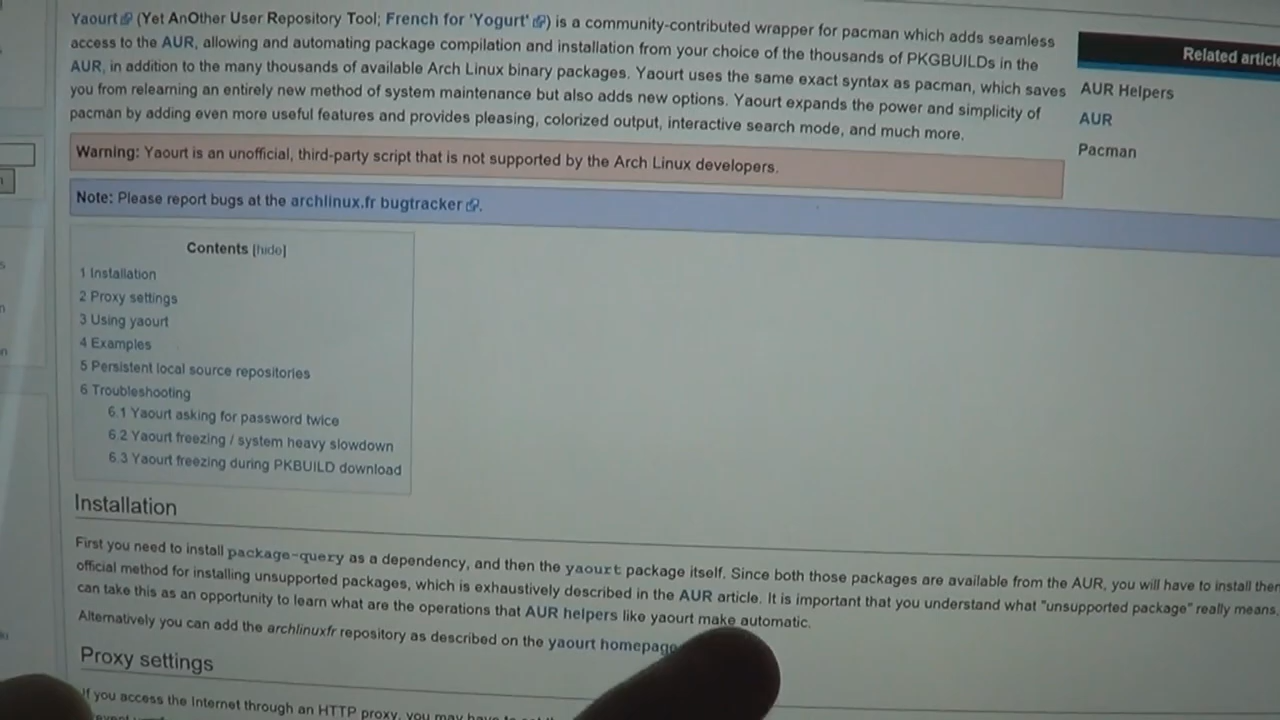 Yaourt (Yet AnOther User Repository Tool; French for 'Yogurt') is a community-contributed wrapper for pacman which adds seamless
access to the AUR, allowing and automating package compilation and installation from your choice of the thousands of PKGBUILDs in the
AUR, in addition to the many thousands of available Arch Linux binary packages. Yaourt uses the same exact syntax as pacman, which saves
you from relearning an entirely new method of system maintenance but also adds new options. Yaourt expands the power and simplicity of
pacman by adding even more useful features and provides pleasing, colorized output, interactive search mode, and much more.
Warning: Yaourt is an unofficial, third-party script that is not supported by the Arch Linux developers.
Note: Please report bugs at the archlinux.fr bugtracker.
Related article
AUR Helpers
AUR
Pacman
Contents [hide]
1 Installation
2 Proxy settings
3 Using yaourt
4 Examples
5 Persistent local source repositories
6 Troubleshooting
6.1 Yaourt asking for password twice
6.2 Yaourt freezing / system heavy slowdown
6.3 Yaourt freezing during PKBUILD download
Installation
First you need to install package-query as a dependency, and then the yaourt package itself. Since both those packages are available from the AUR, you will have to install
official method for installing unsupported packages, which is exhaustively described in the AUR article. It is important that you understand what "unsupported package" really means,
can take this as an opportunity to learn what are the operations that AUR helpers like yaourt make automatic.
Alternatively you can add the archlinuxfr repository as described on the yaourt homepage
Proxy settings
If you access the Internet through an HTTP proxy, you may have to